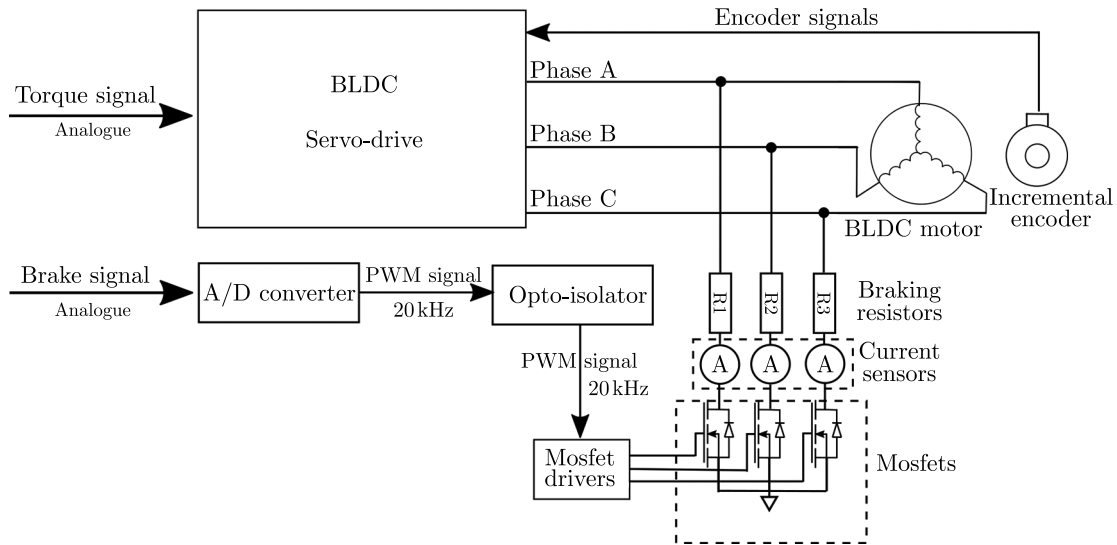 Encoder signals
Torque signal
Analogue
BLDC
Servo-drive
Phase A
Phase B
Phase C
BLDC motor
Incremental
encoder
Brake signal
Analogue
A/D converter
PWM signal
20 kHz
Opto-isolator
PWM signal
20 kHz
R1
R2
R3
Braking
resistors
A
A
A
Current
sensors
Mosfet
drivers
Mosfets